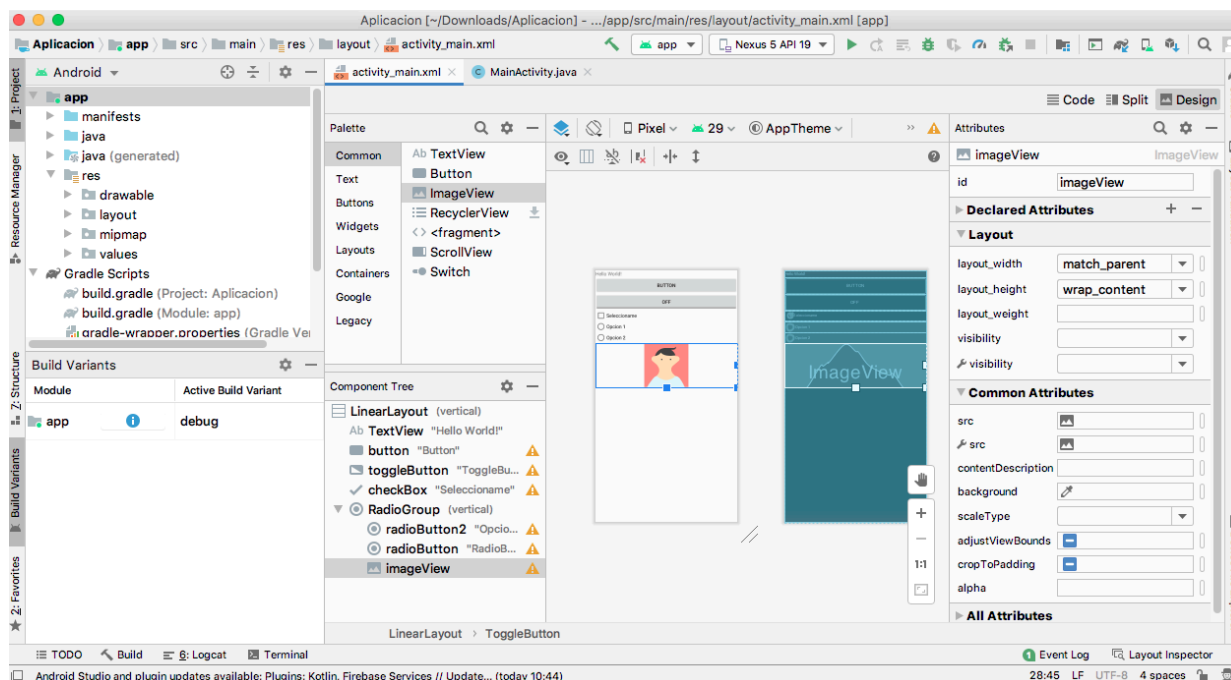 Aplicacion [~/Downloads/Aplicacion] - .../app/src/main/res/layout/activity_main.xml [app]
Aplicacion app src main res layout activity_main.xml app Nexus 5 API 19
1: Project
Resource Manager
Z: Structure
Build Variants
2: Favorites
Android
app
manifests
java
java (generated)
res
drawable
layout
mipmap
values
Gradle Scripts
build.gradle (Project: Aplicacion)
build.gradle (Module: app)
gradle-wrapper.properties (Gradle Ver
Build Variants
Module Active Build Variant
app debug
activity_main.xml MainActivity.java
Code Split Design
Palette
Common
Text
Buttons
Widgets
Layouts
Containers
Google
Legacy
Ab TextView
Button
ImageView
RecyclerView
<fragment>
ScrollView
Switch
Component Tree
LinearLayout (vertical)
Ab TextView "Hello World!"
button "Button"
toggleButton "ToggleBu...
checkBox "Seleccioname"
RadioGroup (vertical)
radioButton2 "Opcio...
radioButton "RadioB...
imageView
Pixel 29 AppTheme
Hello World!
BUTTON
OFF
Seleccioname
Opcion 1
Opcion 2
BUTTON
OFF
ImageView
1:1
Attributes
imageView ImageView
id imageView
Declared Attributes
Layout
layout_width match_parent
layout_height wrap_content
layout_weight
visibility
visibility
Common Attributes
src
src
contentDescription
background
scaleType
adjustViewBounds
cropToPadding
alpha
All Attributes
LinearLayout > ToggleButton
TODO Build 6: Logcat Terminal 1 Event Log Layout Inspector
Android Studio and plugin updates available: Plugins: Kotlin, Firebase Services // Update... (today 10:44) 28:45 LF UTF-8 4 spaces